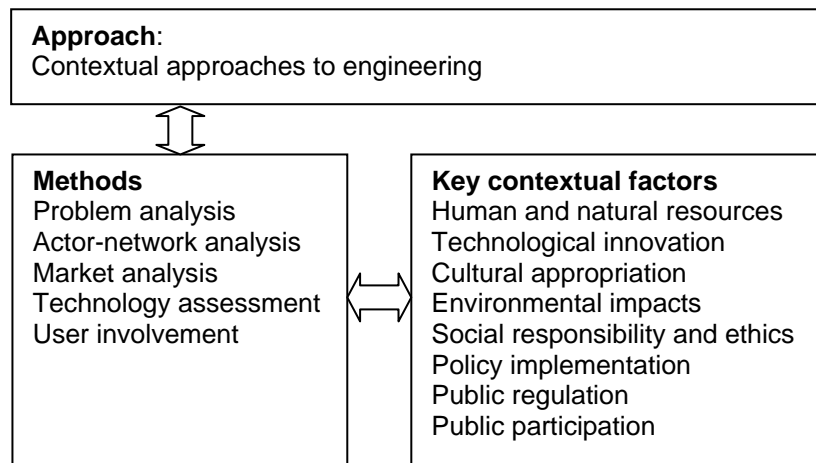 Approach:
Contextual approaches to engineering
Methods
Problem analysis
Actor-network analysis
Market analysis
Technology assessment
User involvement
Key contextual factors
Human and natural resources
Technological innovation
Cultural appropriation
Environmental impacts
Social responsibility and ethics
Policy implementation
Public regulation
Public participation